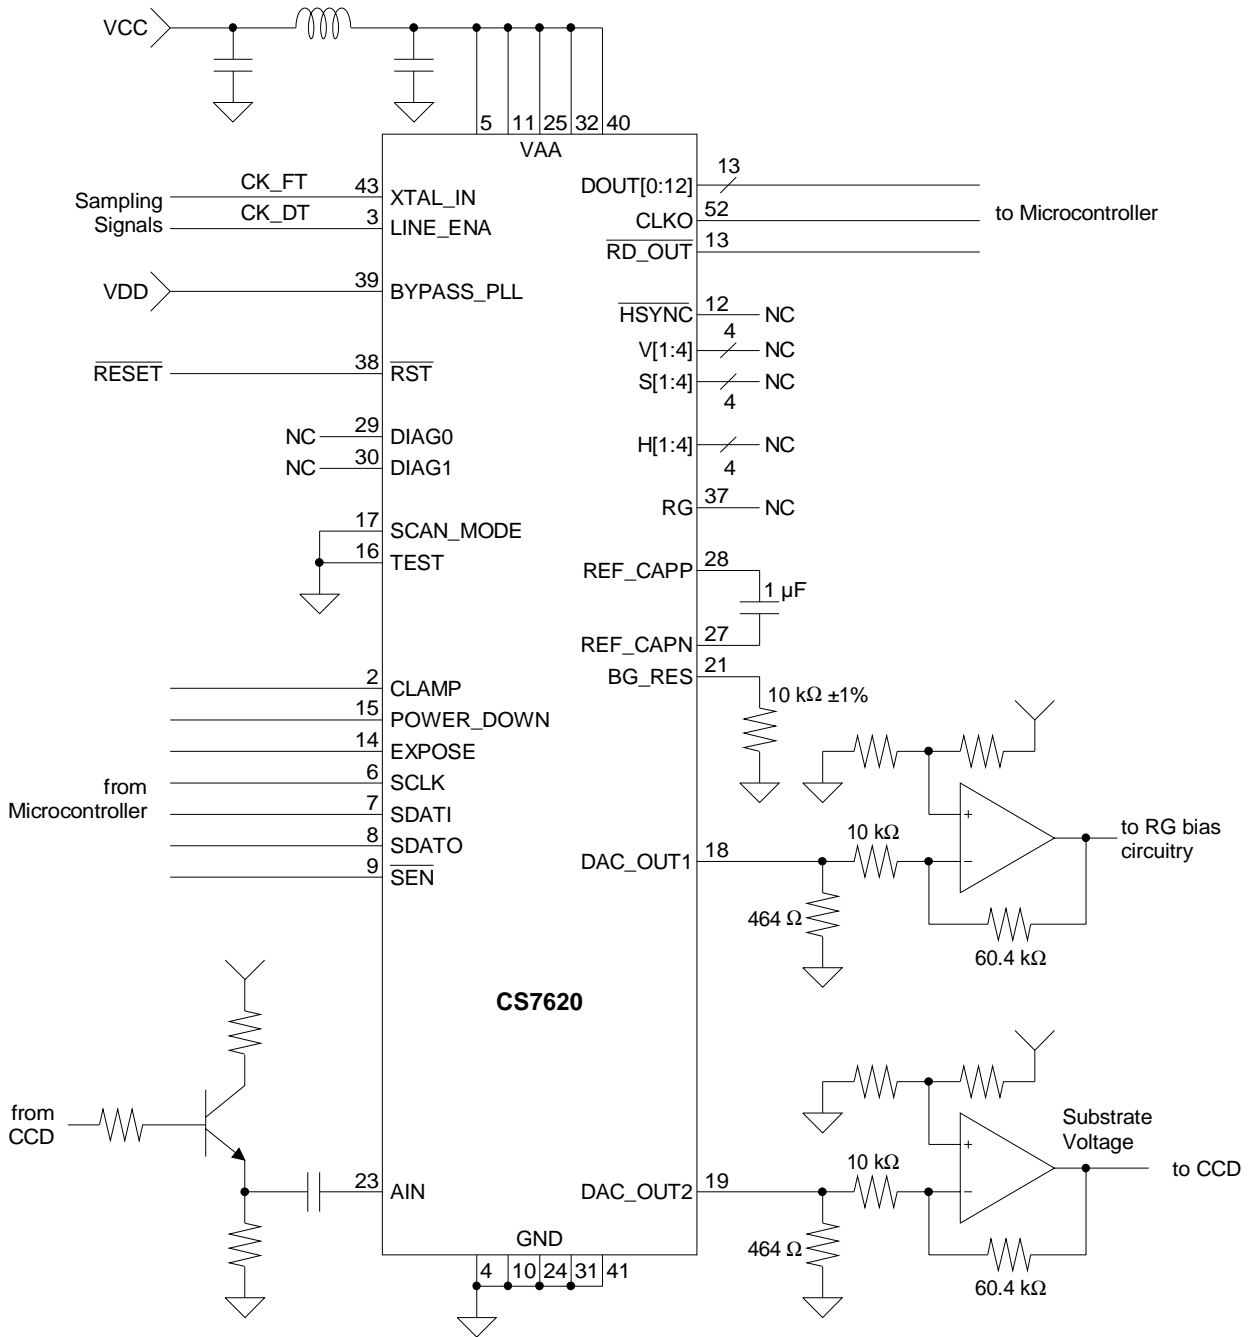 VCC
5 11 25 32 40
VAA
Sampling
Signals
CK_FT
43
XTAL_IN
CK_DT
3
LINE_ENA
VDD
39
BYPASS_PLL
RESET
38
RST
NC
29
DIAG0
NC
30
DIAG1
17
SCAN_MODE
16
TEST
from
Microcontroller
2
CLAMP
15
POWER_DOWN
14
EXPOSE
6
SCLK
7
SDATI
8
SDATO
9
SEN
from
CCD
23
AIN
CS7620
GND
4 10 24 31 41
DOUT[0:12]
13
CLKO
52
RD_OUT
13
to Microcontroller
HSYNC
12
NC
V[1:4]
4
NC
S[1:4]
4
NC
H[1:4]
4
NC
RG
37
NC
REF_CAPP
28
1 µF
REF_CAPN
27
BG_RES
21
10 kΩ ±1%
DAC_OUT1
18
464 Ω
10 kΩ
+
−
60.4 kΩ
to RG bias
circuitry
DAC_OUT2
19
464 Ω
10 kΩ
+
−
60.4 kΩ
Substrate
Voltage
to CCD